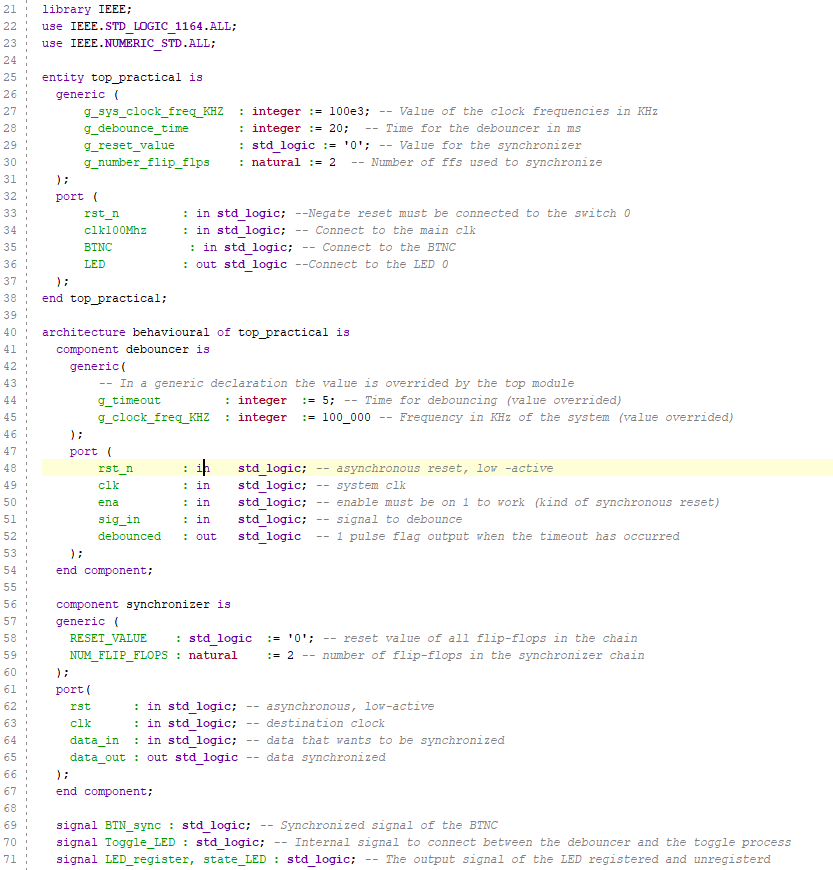 21 library IEEE;
22 use IEEE.STD_LOGIC_1164.ALL;
23 use IEEE.NUMERIC_STD.ALL;
24
25 entity top_practical is
26   generic (
27       g_sys_clock_freq_KHZ  : integer := 100e3; -- Value of the clock frequencies in KHz
28       g_debounce_time       : integer := 20;  -- Time for the debouncer in ms
29       g_reset_value         : std_logic := '0'; -- Value for the synchronizer
30       g_number_flip_flps    : natural := 2  -- Number of ffs used to synchronize
31   );
32   port (
33       rst_n         : in std_logic; --Negate reset must be connected to the switch 0
34       clk100Mhz     : in std_logic; -- Connect to the main clk
35       BTNC           : in std_logic; -- Connect to the BTNC
36       LED           : out std_logic --Connect to the LED 0
37   );
38 end top_practical;
39
40 architecture behavioural of top_practical is
41   component debouncer is
42     generic(
43         -- In a generic declaration the value is overrided by the top module
44         g_timeout         : integer  := 5; -- Time for debouncing (value overrided)
45         g_clock_freq_KHZ  : integer  := 100_000 -- Frequency in KHz of the system (value overrided)
46     );
47     port (
48         rst_n       : in    std_logic; -- asynchronous reset, low -active
49         clk         : in    std_logic; -- system clk
50         ena         : in    std_logic; -- enable must be on 1 to work (kind of synchronous reset)
51         sig_in      : in    std_logic; -- signal to debounce
52         debounced   : out   std_logic  -- 1 pulse flag output when the timeout has occurred
53     );
54   end component;
55
56   component synchronizer is
57   generic (
58     RESET_VALUE    : std_logic  := '0'; -- reset value of all flip-flops in the chain
59     NUM_FLIP_FLOPS : natural    := 2 -- number of flip-flops in the synchronizer chain
60   );
61   port(
62     rst      : in std_logic; -- asynchronous, low-active
63     clk      : in std_logic; -- destination clock
64     data_in  : in std_logic; -- data that wants to be synchronized
65     data_out : out std_logic -- data synchronized
66   );
67   end component;
68
69   signal BTN_sync : std_logic; -- Synchronized signal of the BTNC
70   signal Toggle_LED : std_logic; -- Internal signal to connect between the debouncer and the toggle process
71   signal LED_register, state_LED : std_logic; -- The output signal of the LED registered and unregisterd